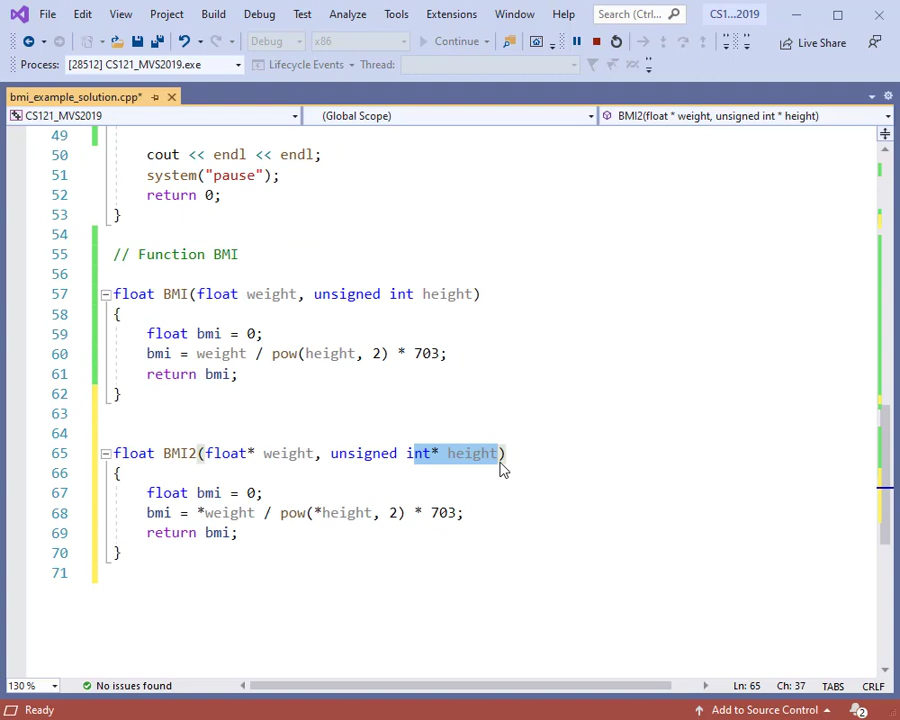 File Edit View Project Build Debug Test Analyze Tools Extensions Window Help Search (Ctrl... CS1...2019
Debug x86 Continue Live Share
Process: [28512] CS121_MVS2019.exe Lifecycle Events Thread:
bmi_example_solution.cpp*
CS121_MVS2019 (Global Scope) BMI2(float * weight, unsigned int * height)
49
50 cout << endl << endl;
51 system("pause");
52 return 0;
53 }
54
55 // Function BMI
56
57 float BMI(float weight, unsigned int height)
58 {
59 float bmi = 0;
60 bmi = weight / pow(height, 2) * 703;
61 return bmi;
62 }
63
64
65 float BMI2(float* weight, unsigned int* height)
66 {
67 float bmi = 0;
68 bmi = *weight / pow(*height, 2) * 703;
69 return bmi;
70 }
71
130 % No issues found Ln: 65 Ch: 37 TABS CRLF
Ready Add to Source Control 2